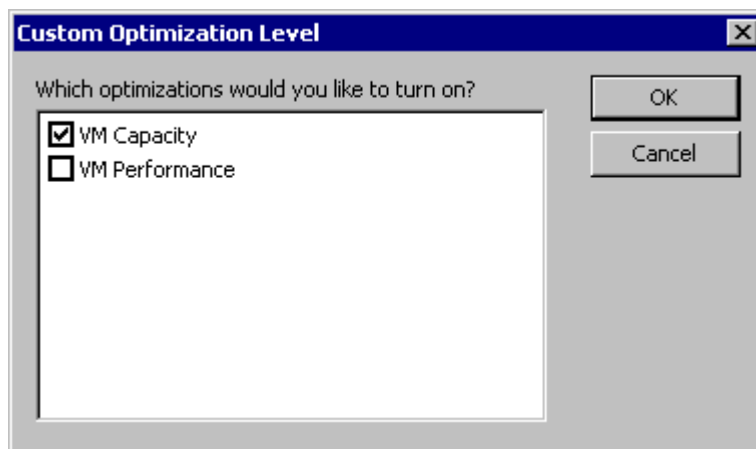 Custom Optimization Level
Which optimizations would you like to turn on?
VM Capacity
VM Performance
OK
Cancel